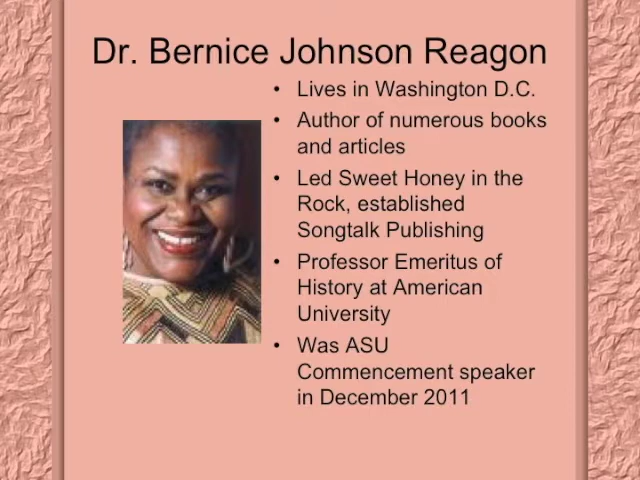 Dr. Bernice Johnson Reagon
• Lives in Washington D.C.
• Author of numerous books
and articles
• Led Sweet Honey in the
Rock, established
Songtalk Publishing
• Professor Emeritus of
History at American
University
• Was ASU
Commencement speaker
in December 2011